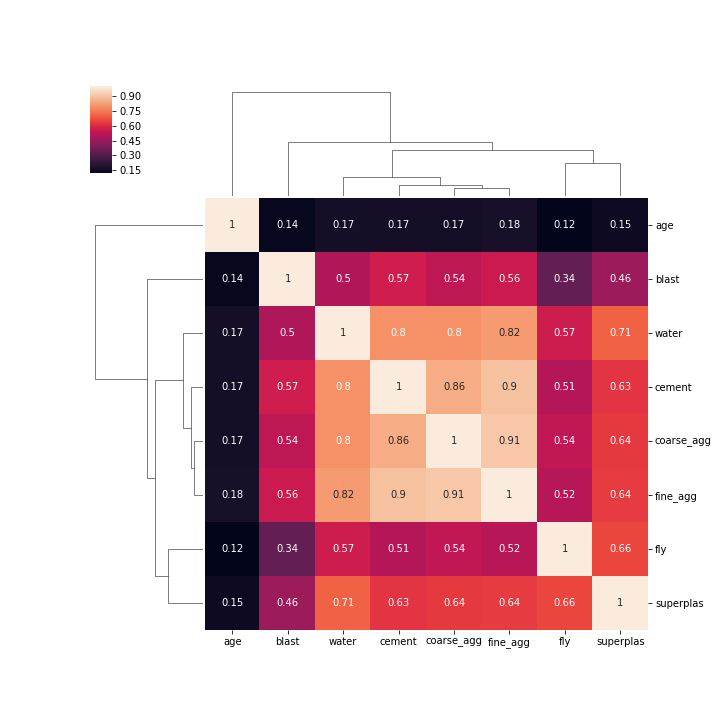 0.90
0.75
0.60
0.45
0.30
0.15
1 0.14 0.17 0.17 0.17 0.18 0.12 0.15 age
0.14 1 0.5 0.57 0.54 0.56 0.34 0.46 blast
0.17 0.5 1 0.8 0.8 0.82 0.57 0.71 water
0.17 0.57 0.8 1 0.86 0.9 0.51 0.63 cement
0.17 0.54 0.8 0.86 1 0.91 0.54 0.64 coarse_agg
0.18 0.56 0.82 0.9 0.91 1 0.52 0.64 fine_agg
0.12 0.34 0.57 0.51 0.54 0.52 1 0.66 fly
0.15 0.46 0.71 0.63 0.64 0.64 0.66 1 superplas
age blast water cement coarse_agg fine_agg fly superplas